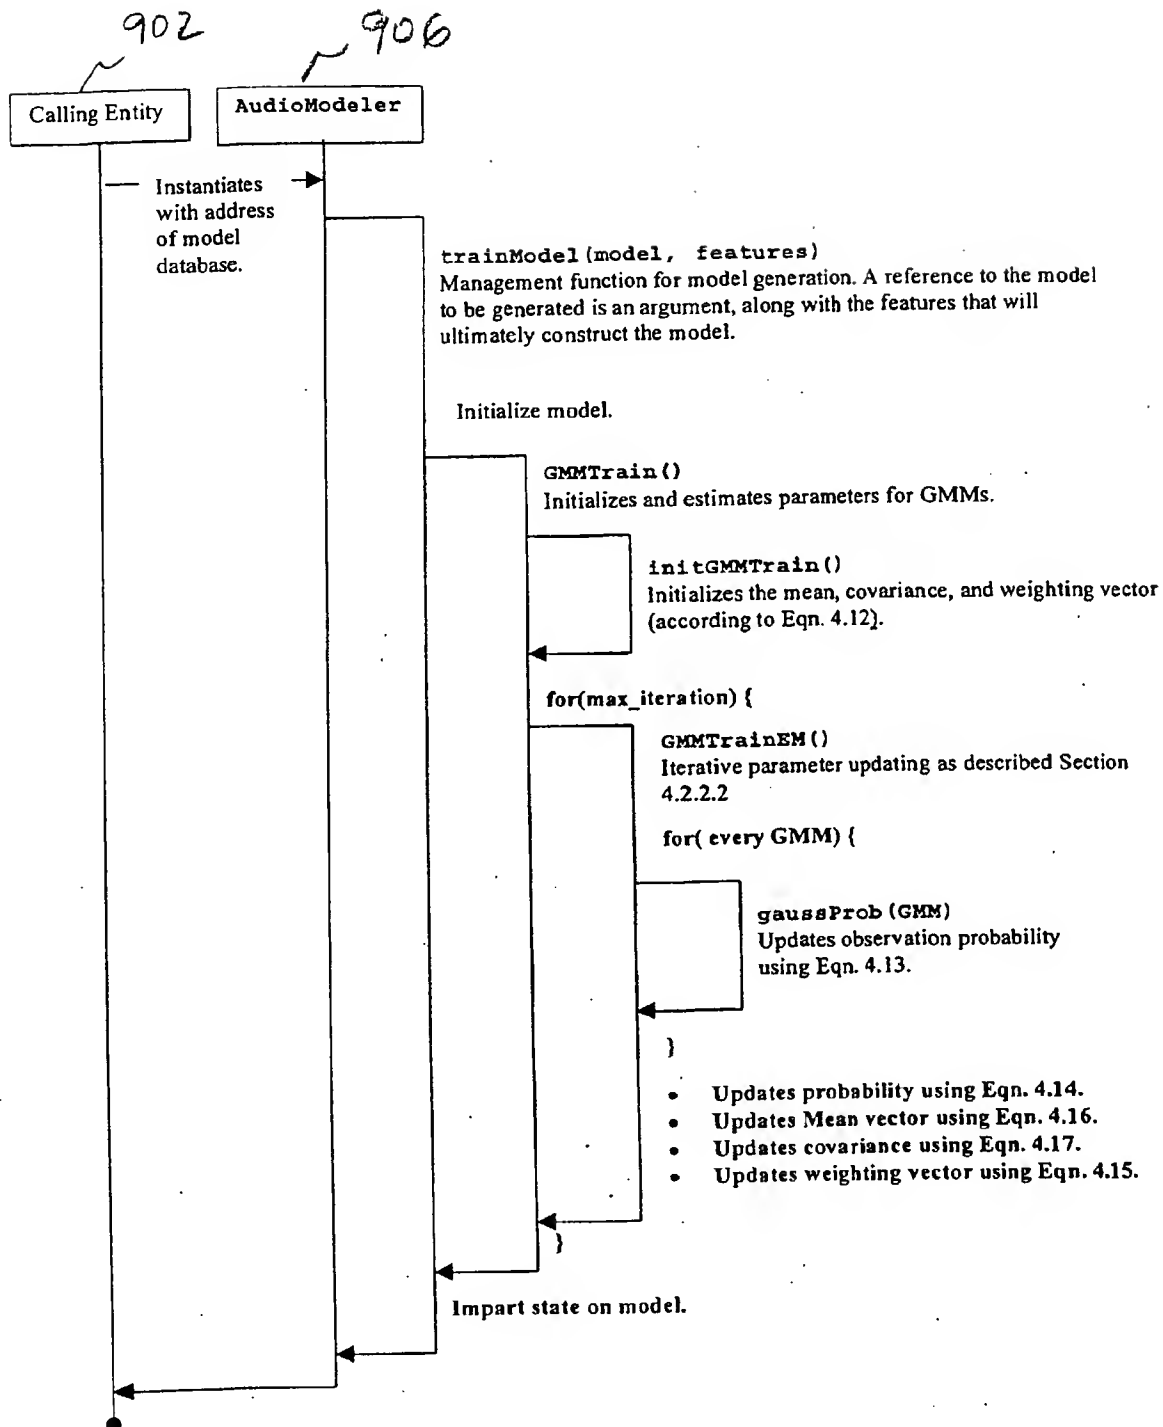 902
906
Calling Entity
AudioModeler
Instantiates
with address
of model
database.
trainModel(model, features)
Management function for model generation. A reference to the model
to be generated is an argument, along with the features that will
ultimately construct the model.
Initialize model.
GMMTrain()
Initializes and estimates parameters for GMMs.
initGMMTrain()
Initializes the mean, covariance, and weighting vector
(according to Eqn. 4.12).
for(max_iteration) {
GMMTrainEM()
Iterative parameter updating as described Section
4.2.2.2
for( every GMM) {
gaussProb(GMM)
Updates observation probability
using Eqn. 4.13.
}
• Updates probability using Eqn. 4.14.
• Updates Mean vector using Eqn. 4.16.
• Updates covariance using Eqn. 4.17.
• Updates weighting vector using Eqn. 4.15.
}
Impart state on model.